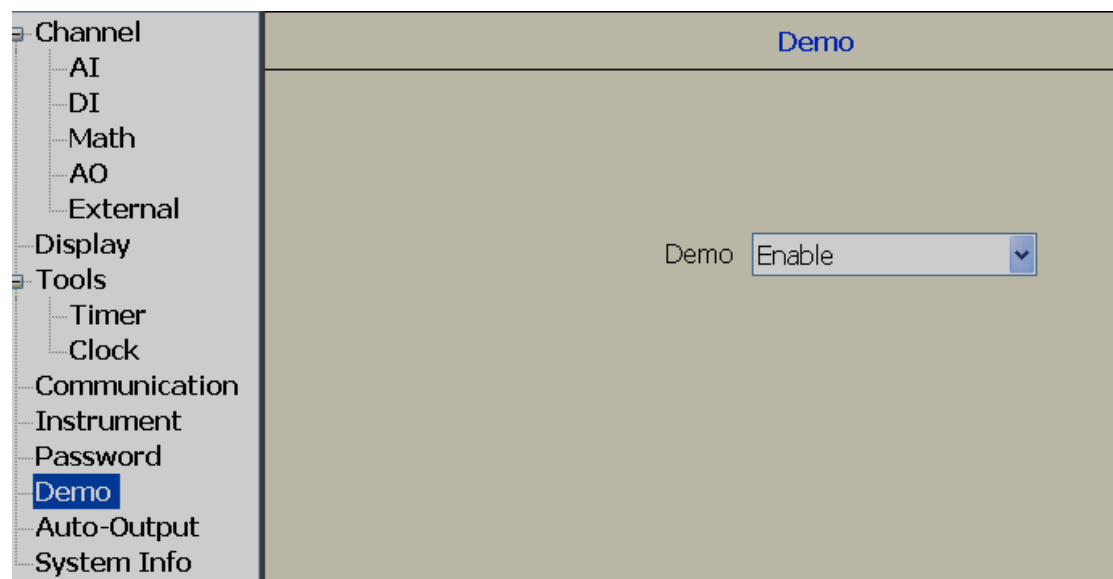 Channel
AI
DI
Math
AO
External
Display
Tools
Timer
Clock
Communication
Instrument
Password
Demo
Auto-Output
System Info
Demo
Demo Enable